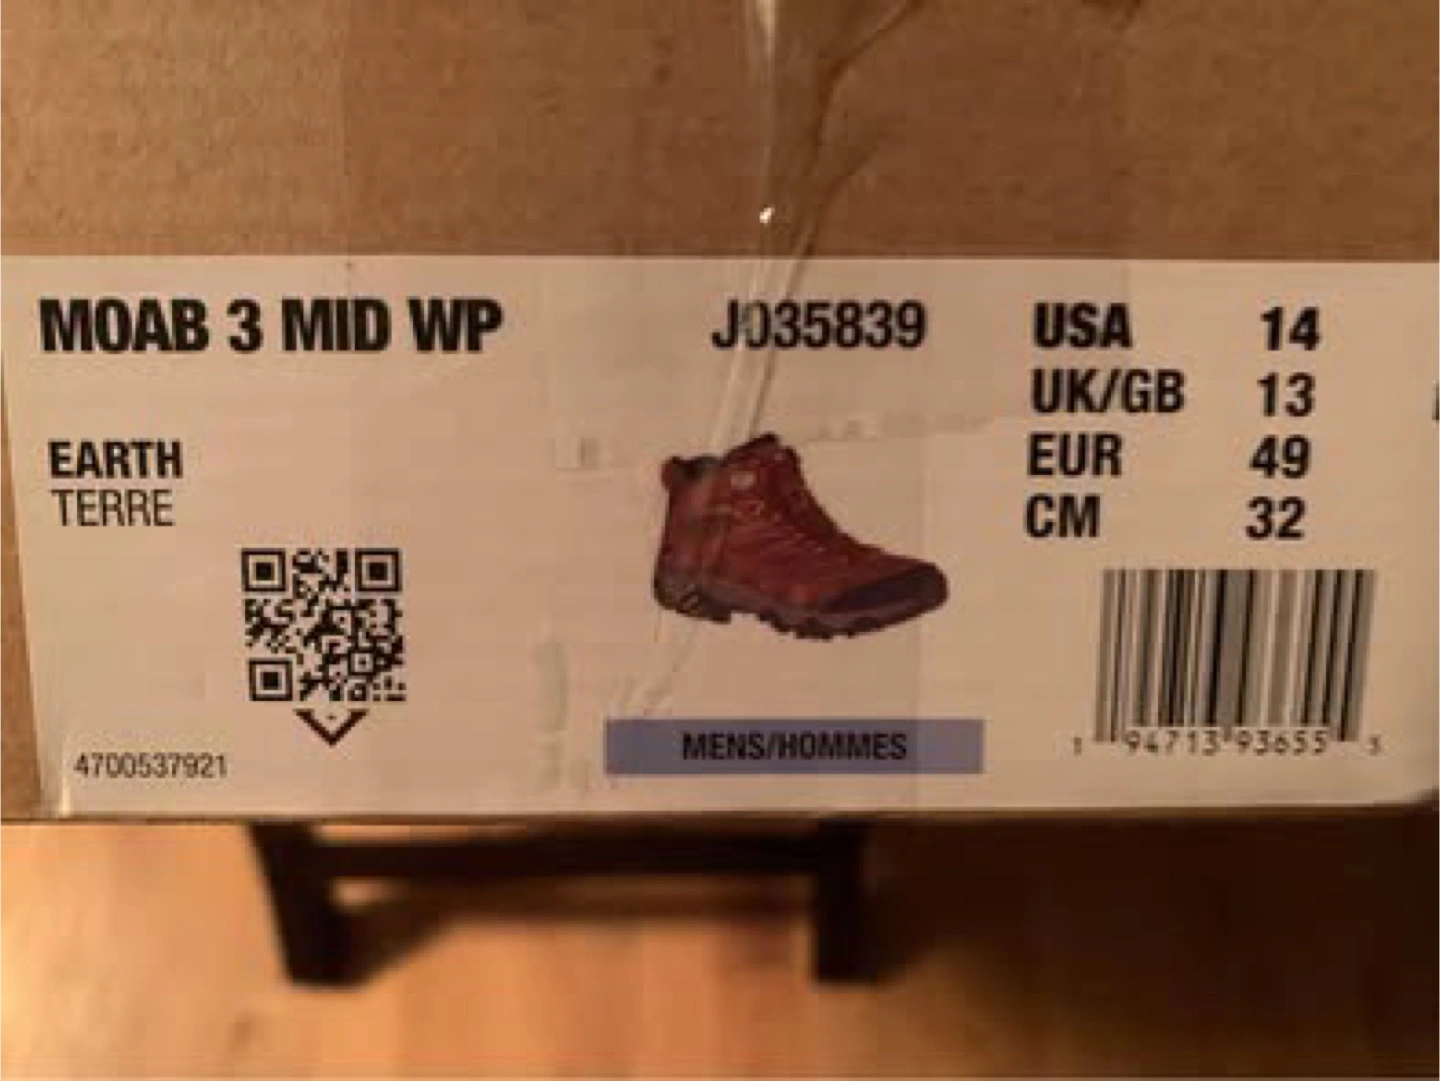 MOAB 3 MID WP
J035839
USA 14
UK/GB 13
EUR 49
CM 32
EARTH
TERRE
4700537921
MENS/HOMMES
1 94713 93655 3